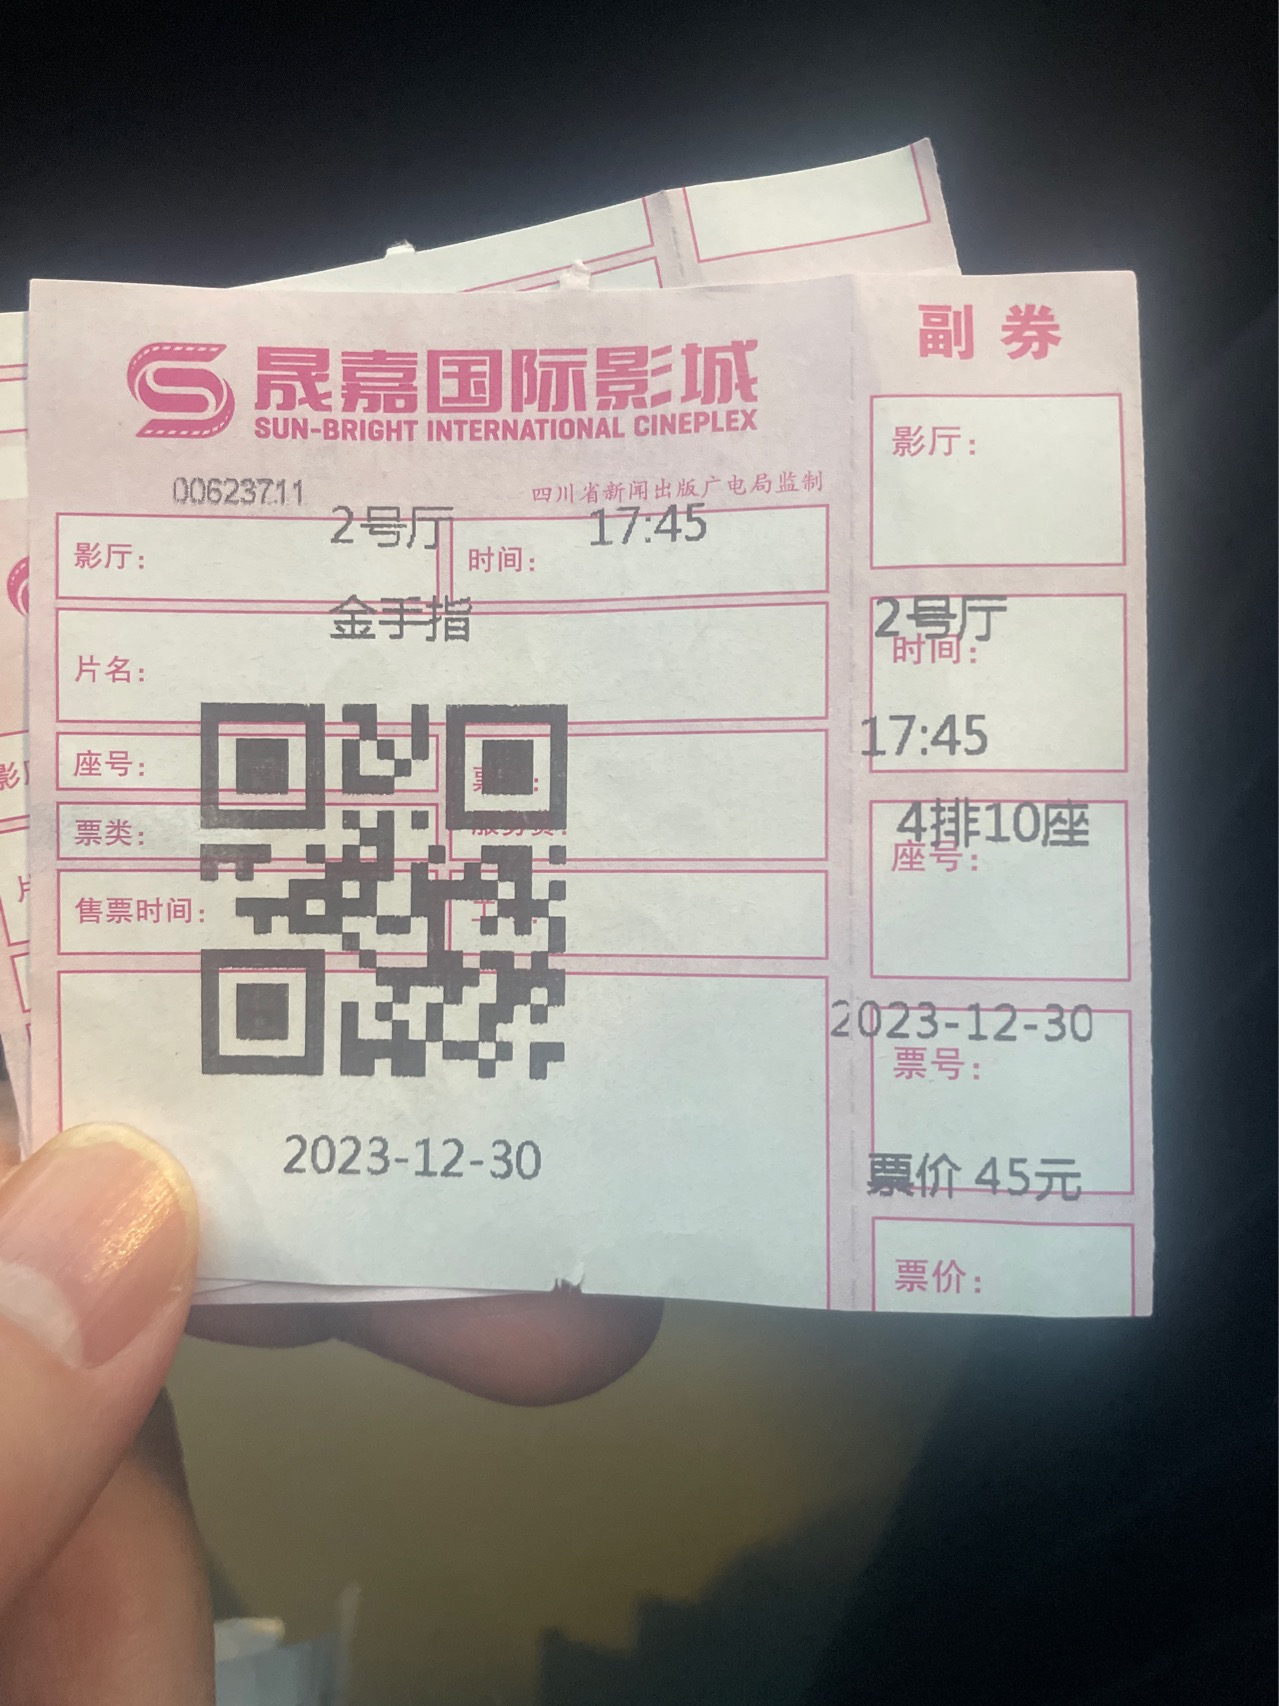 晟嘉国际影城
SUN-BRIGHT INTERNATIONAL CINEPLEX
00623711
四川省新闻出版广电局监制
2号厅
17:45
影厅：
时间：
金手指
片名：
座号：
票类：
售票时间：
2023-12-30
副 券
影厅：
2号厅
时间：
17:45
4排10座
座号：
2023-12-30
票号：
票价 45元
票价：